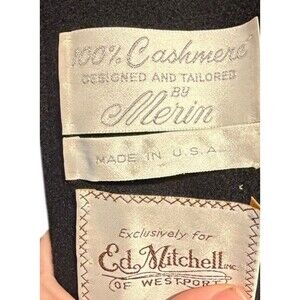 100% Cashmere
DESIGNED AND TAILORED
BY
Merin
MADE IN U.S.A.
Exclusively for
Ed. Mitchell INC.
OF WESTPORT